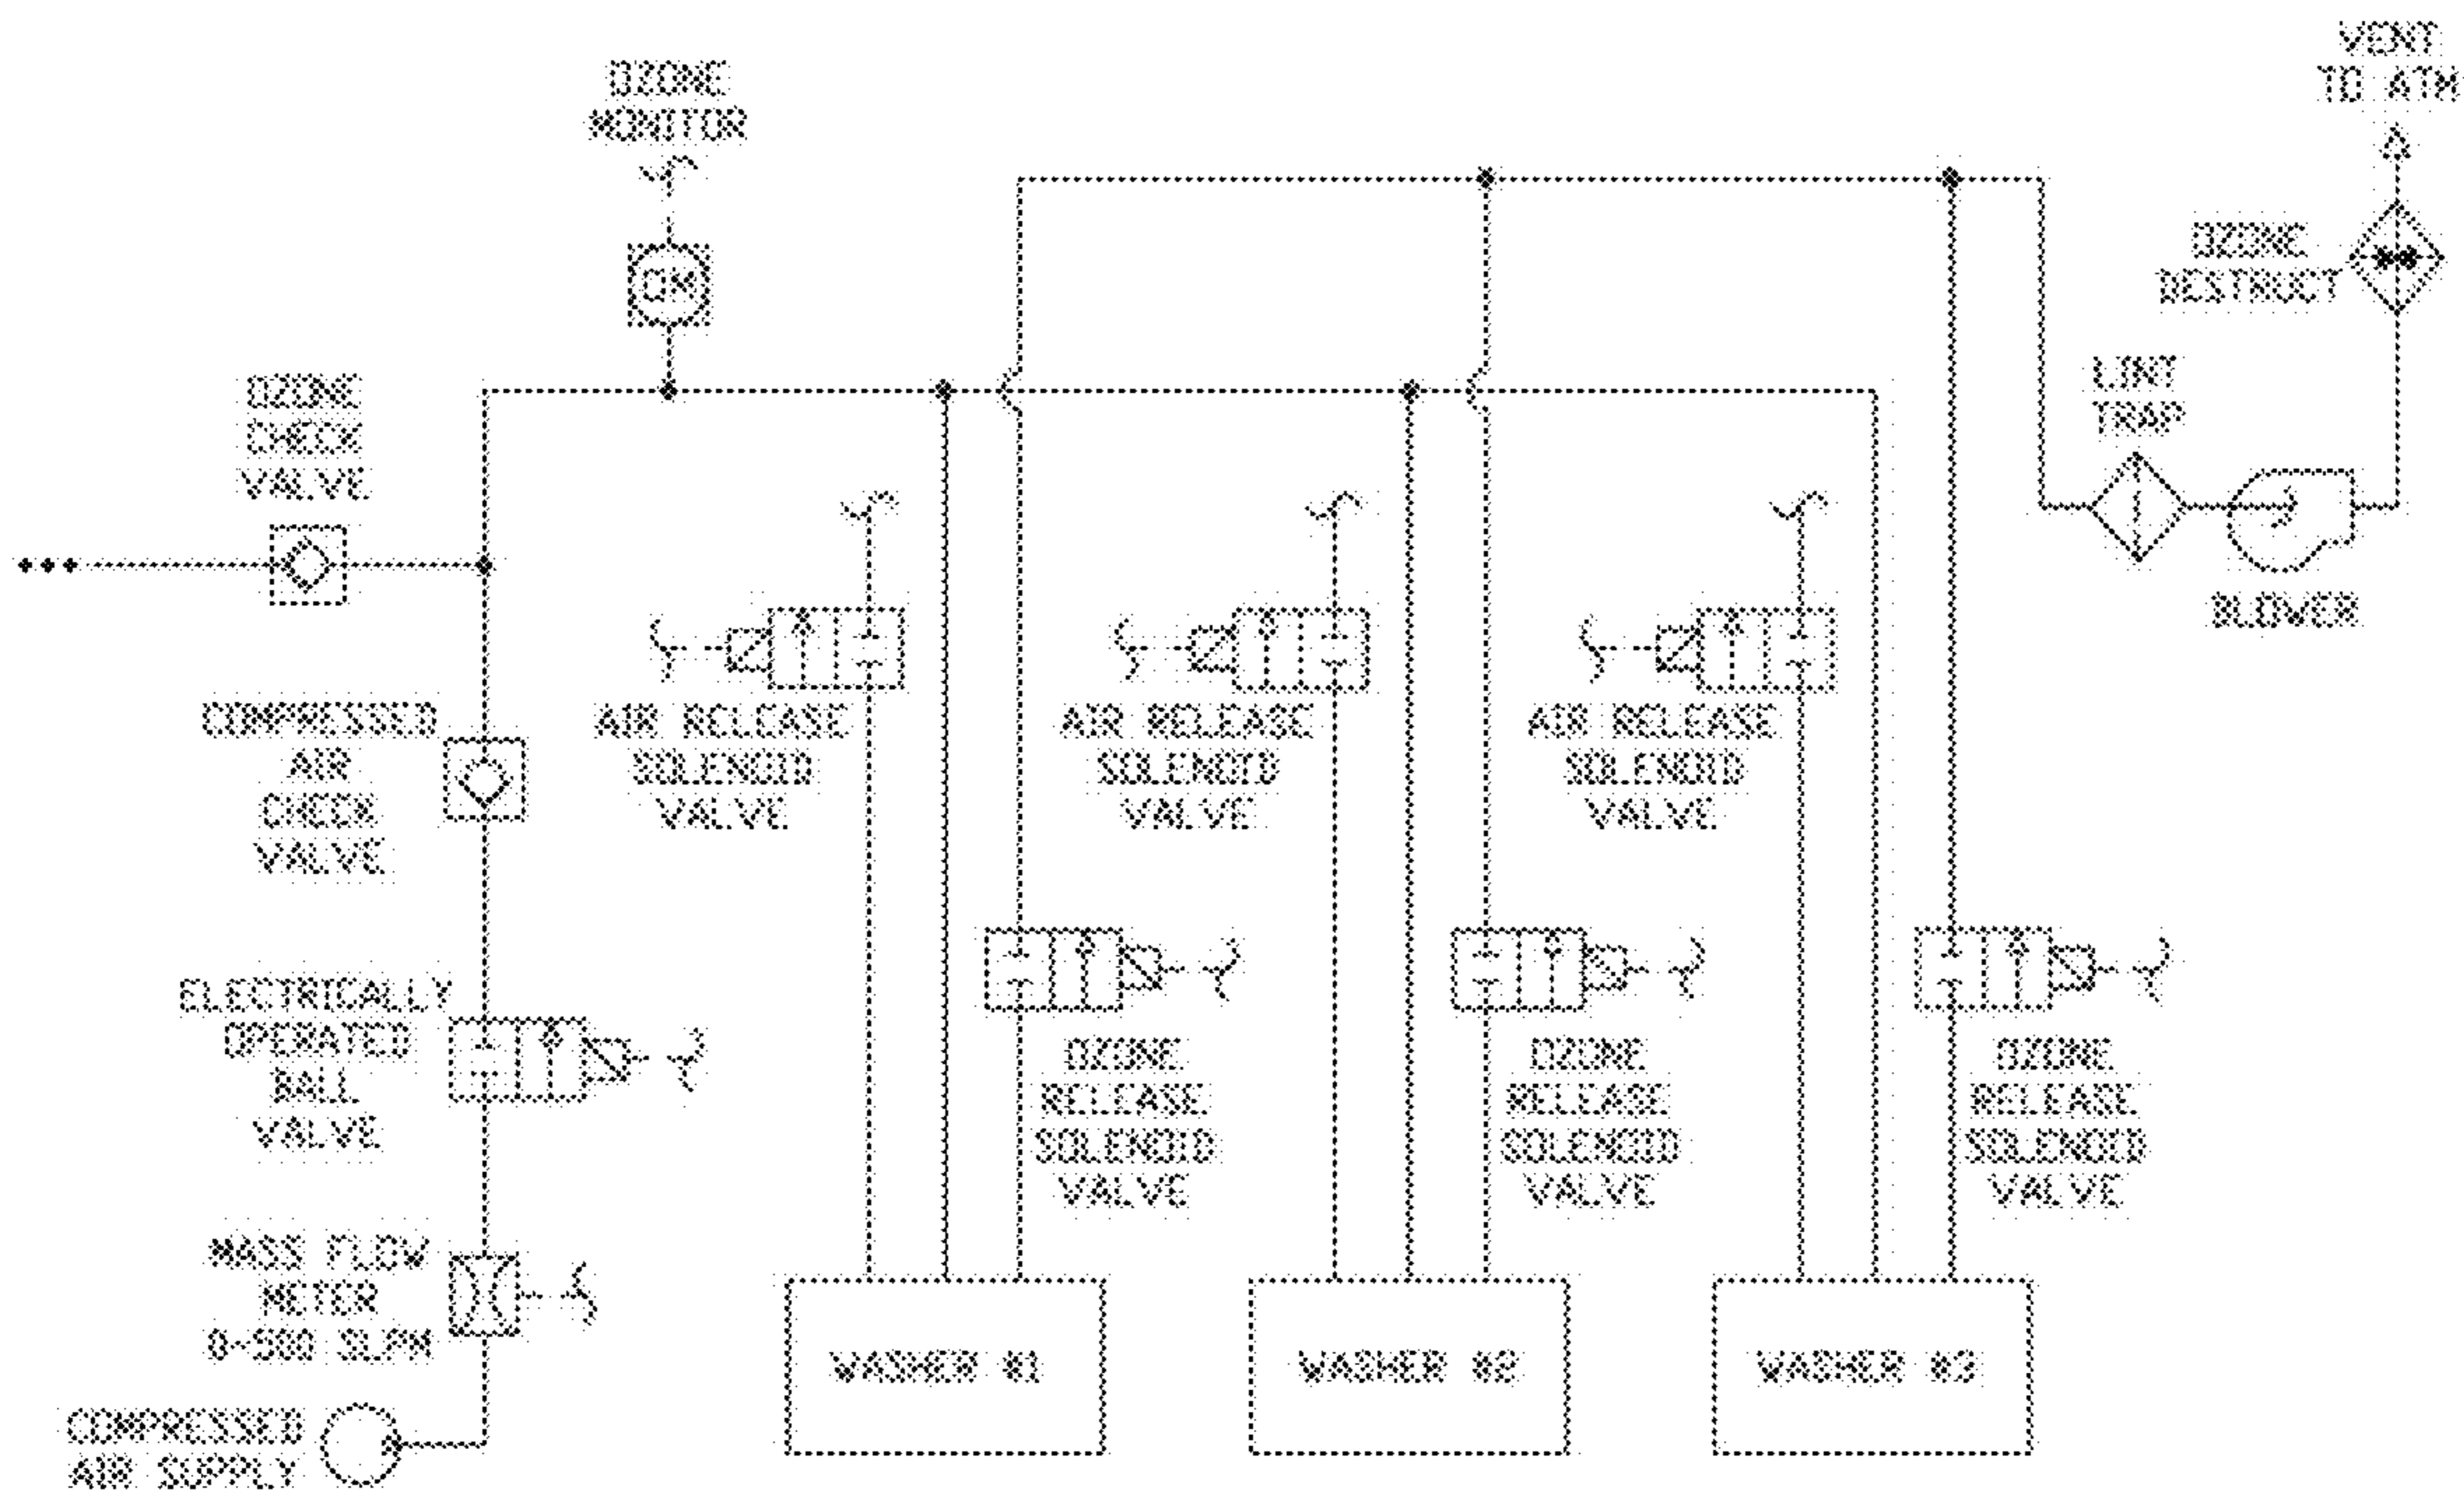 VENT
TO ATM
OZONE
MONITOR
OM
OZONE
DESTRUCT
LINT
TRAP
BLOWER
OZONE
CHECK
VALVE
COMPRESSED
AIR
CHECK
VALVE
AIR RELEASE
SOLENOID
VALVE
AIR RELEASE
SOLENOID
VALVE
AIR RELEASE
SOLENOID
VALVE
ELECTRICALLY
OPERATED
BALL
VALVE
OZONE
RELEASE
SOLENOID
VALVE
OZONE
RELEASE
SOLENOID
VALVE
OZONE
RELEASE
SOLENOID
VALVE
MASS FLOW
METER
0-500 SLPM
WASHER #1
WASHER #2
WASHER #3
COMPRESSED
AIR SUPPLY